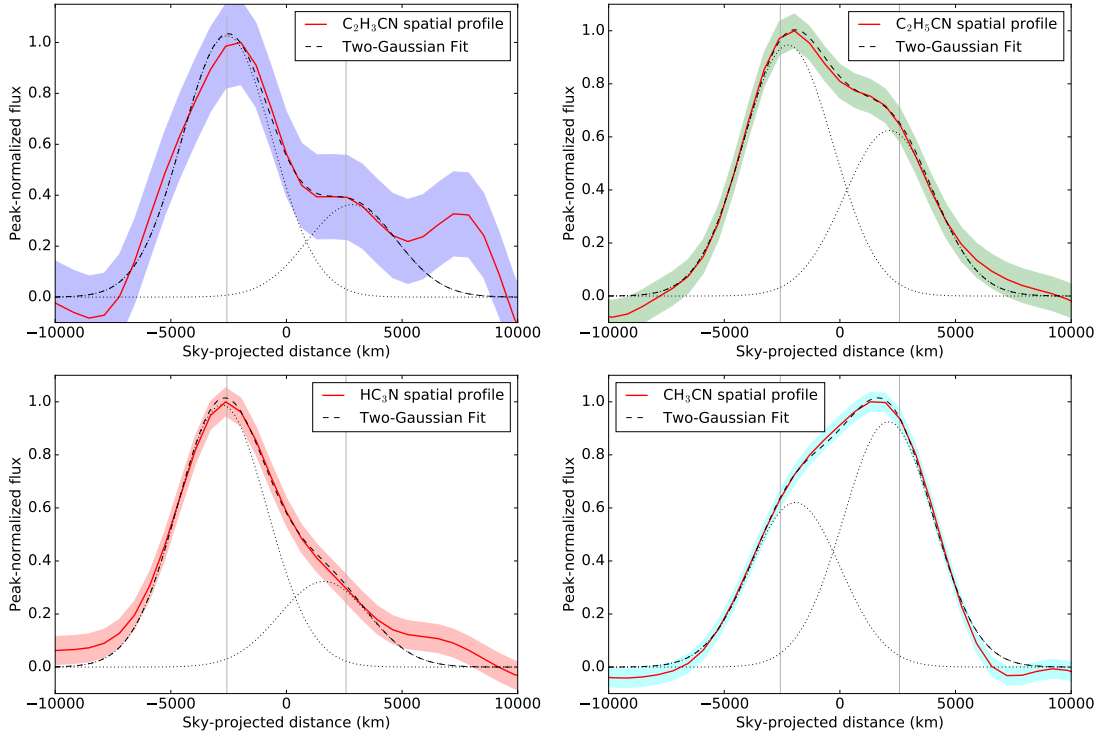 C₂H₃CN spatial profile
Two-Gaussian Fit
Peak-normalized flux
1.0
0.8
0.6
0.4
0.2
0.0
−10000 −5000 0 5000 10000
Sky-projected distance (km)
C₂H₅CN spatial profile
Two-Gaussian Fit
Peak-normalized flux
1.0
0.8
0.6
0.4
0.2
0.0
−10000 −5000 0 5000 10000
Sky-projected distance (km)
HC₃N spatial profile
Two-Gaussian Fit
Peak-normalized flux
1.0
0.8
0.6
0.4
0.2
0.0
−10000 −5000 0 5000 10000
Sky-projected distance (km)
CH₃CN spatial profile
Two-Gaussian Fit
Peak-normalized flux
1.0
0.8
0.6
0.4
0.2
0.0
−10000 −5000 0 5000 10000
Sky-projected distance (km)